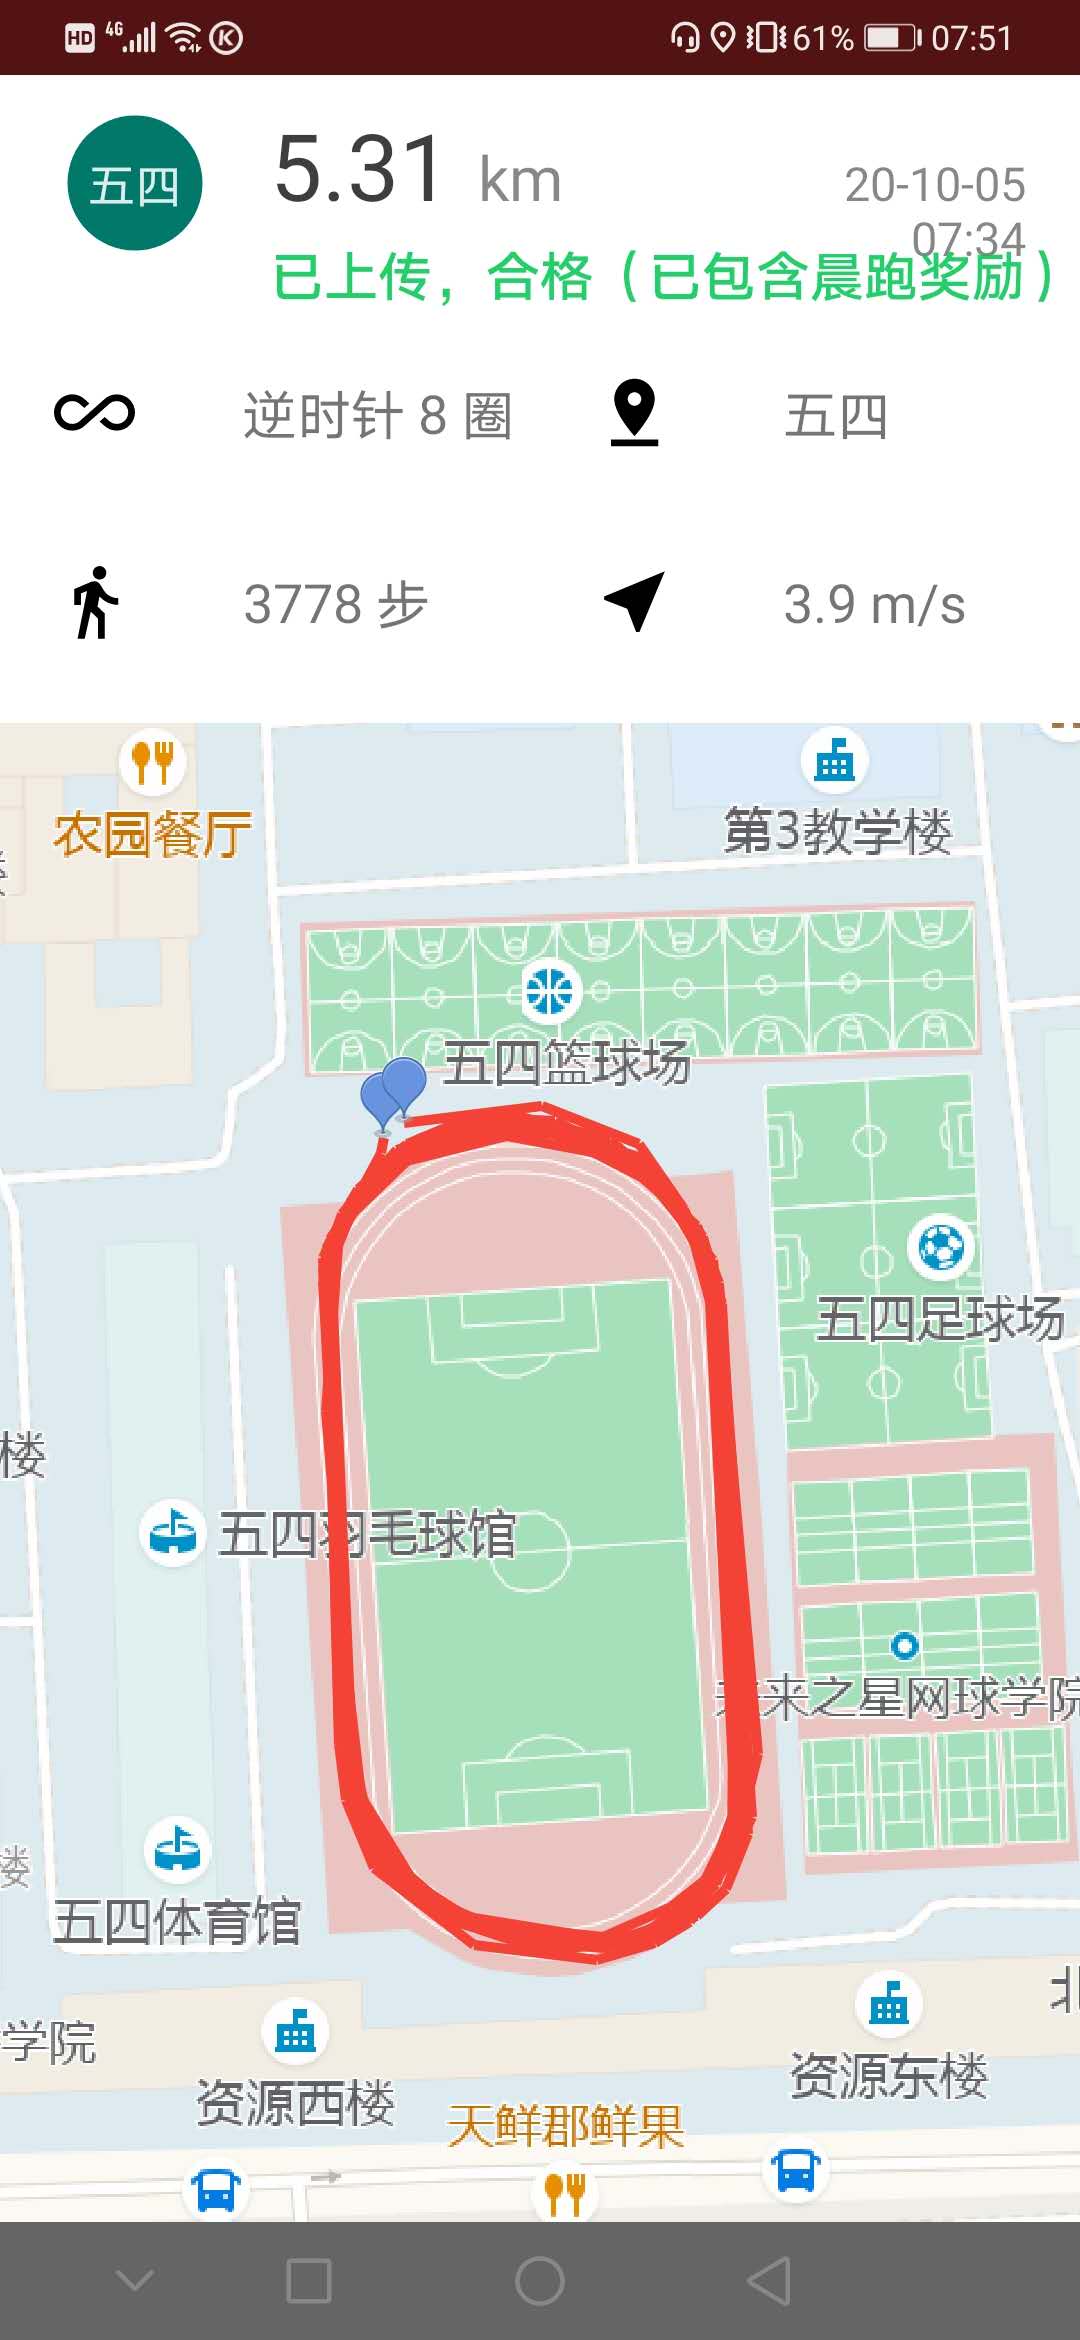 HD 4G 61% 07:51
五四
5.31 km
20-10-05
07:34
已上传，合格（已包含晨跑奖励）
逆时针 8 圈
五四
3778 步
3.9 m/s
农园餐厅
第3教学楼
五四篮球场
五四足球场
楼
五四羽毛球馆
未来之星网球学院
楼
五四体育馆
北
学院
资源西楼
资源东楼
天鲜郡鲜果